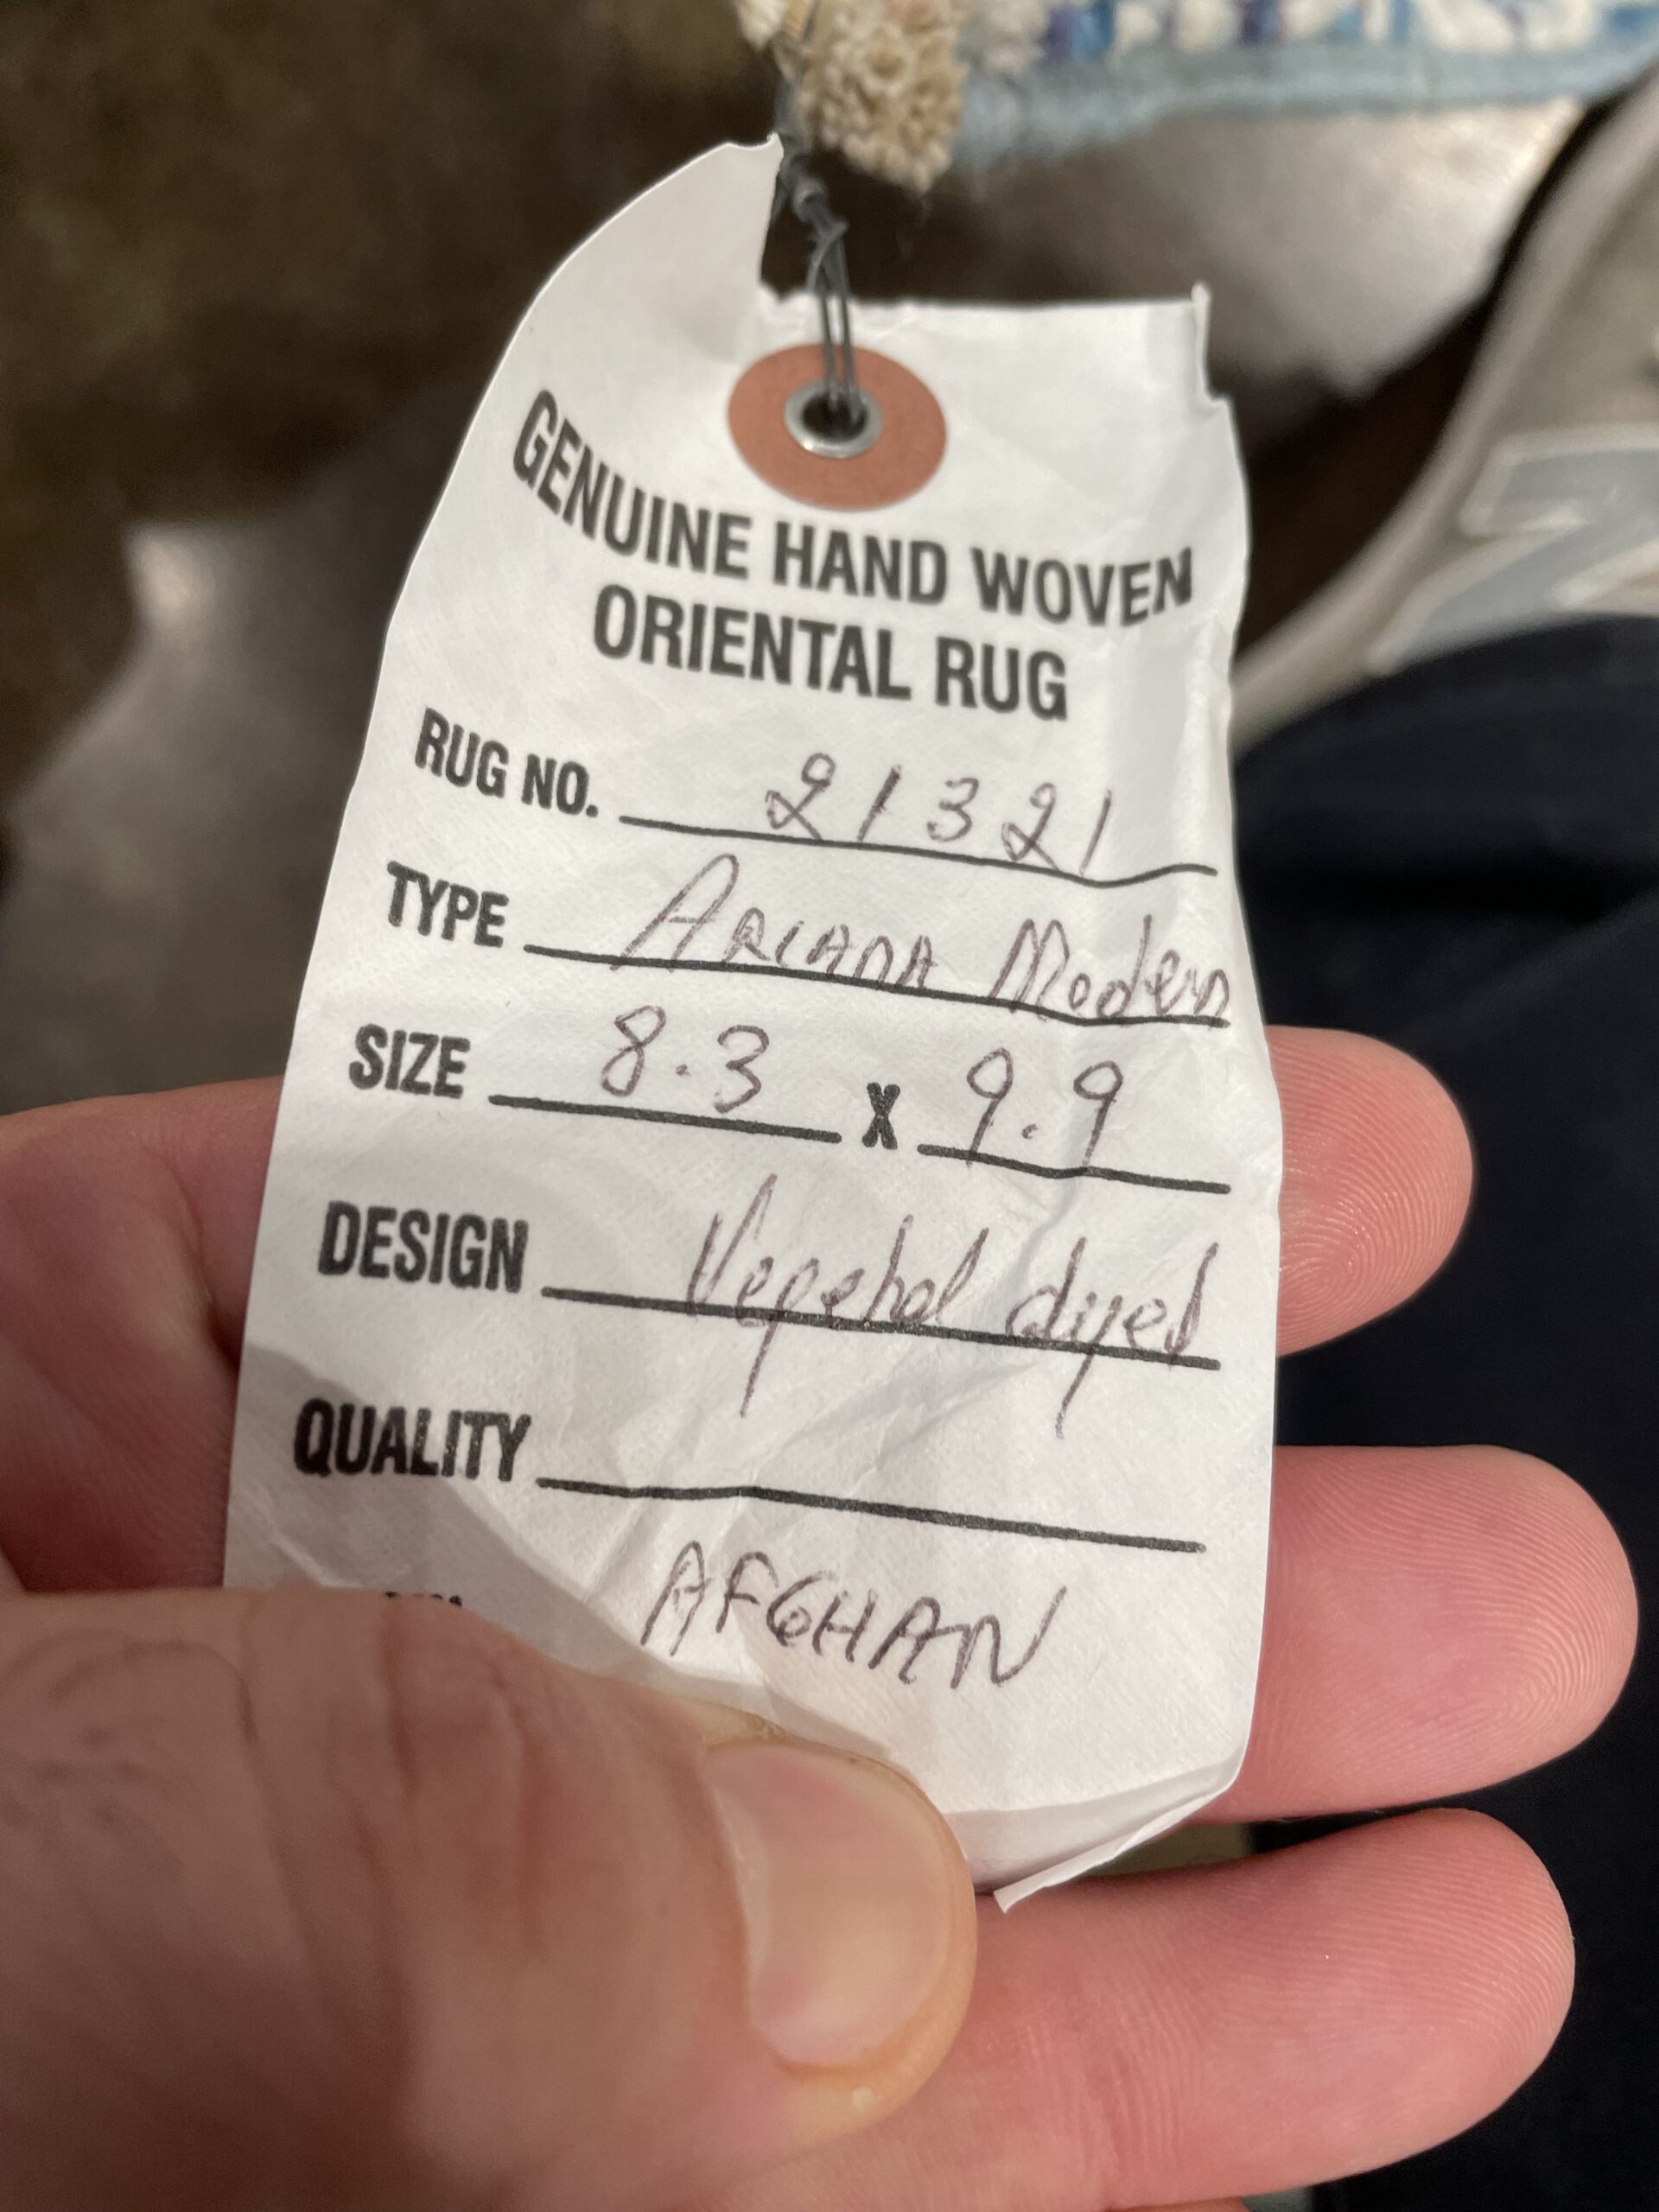 GENUINE HAND WOVEN
ORIENTAL RUG
RUG NO. 21321
TYPE ARIANA Modern
SIZE 8.3 X 9.9
DESIGN dyed
QUALITY
AFGHAN